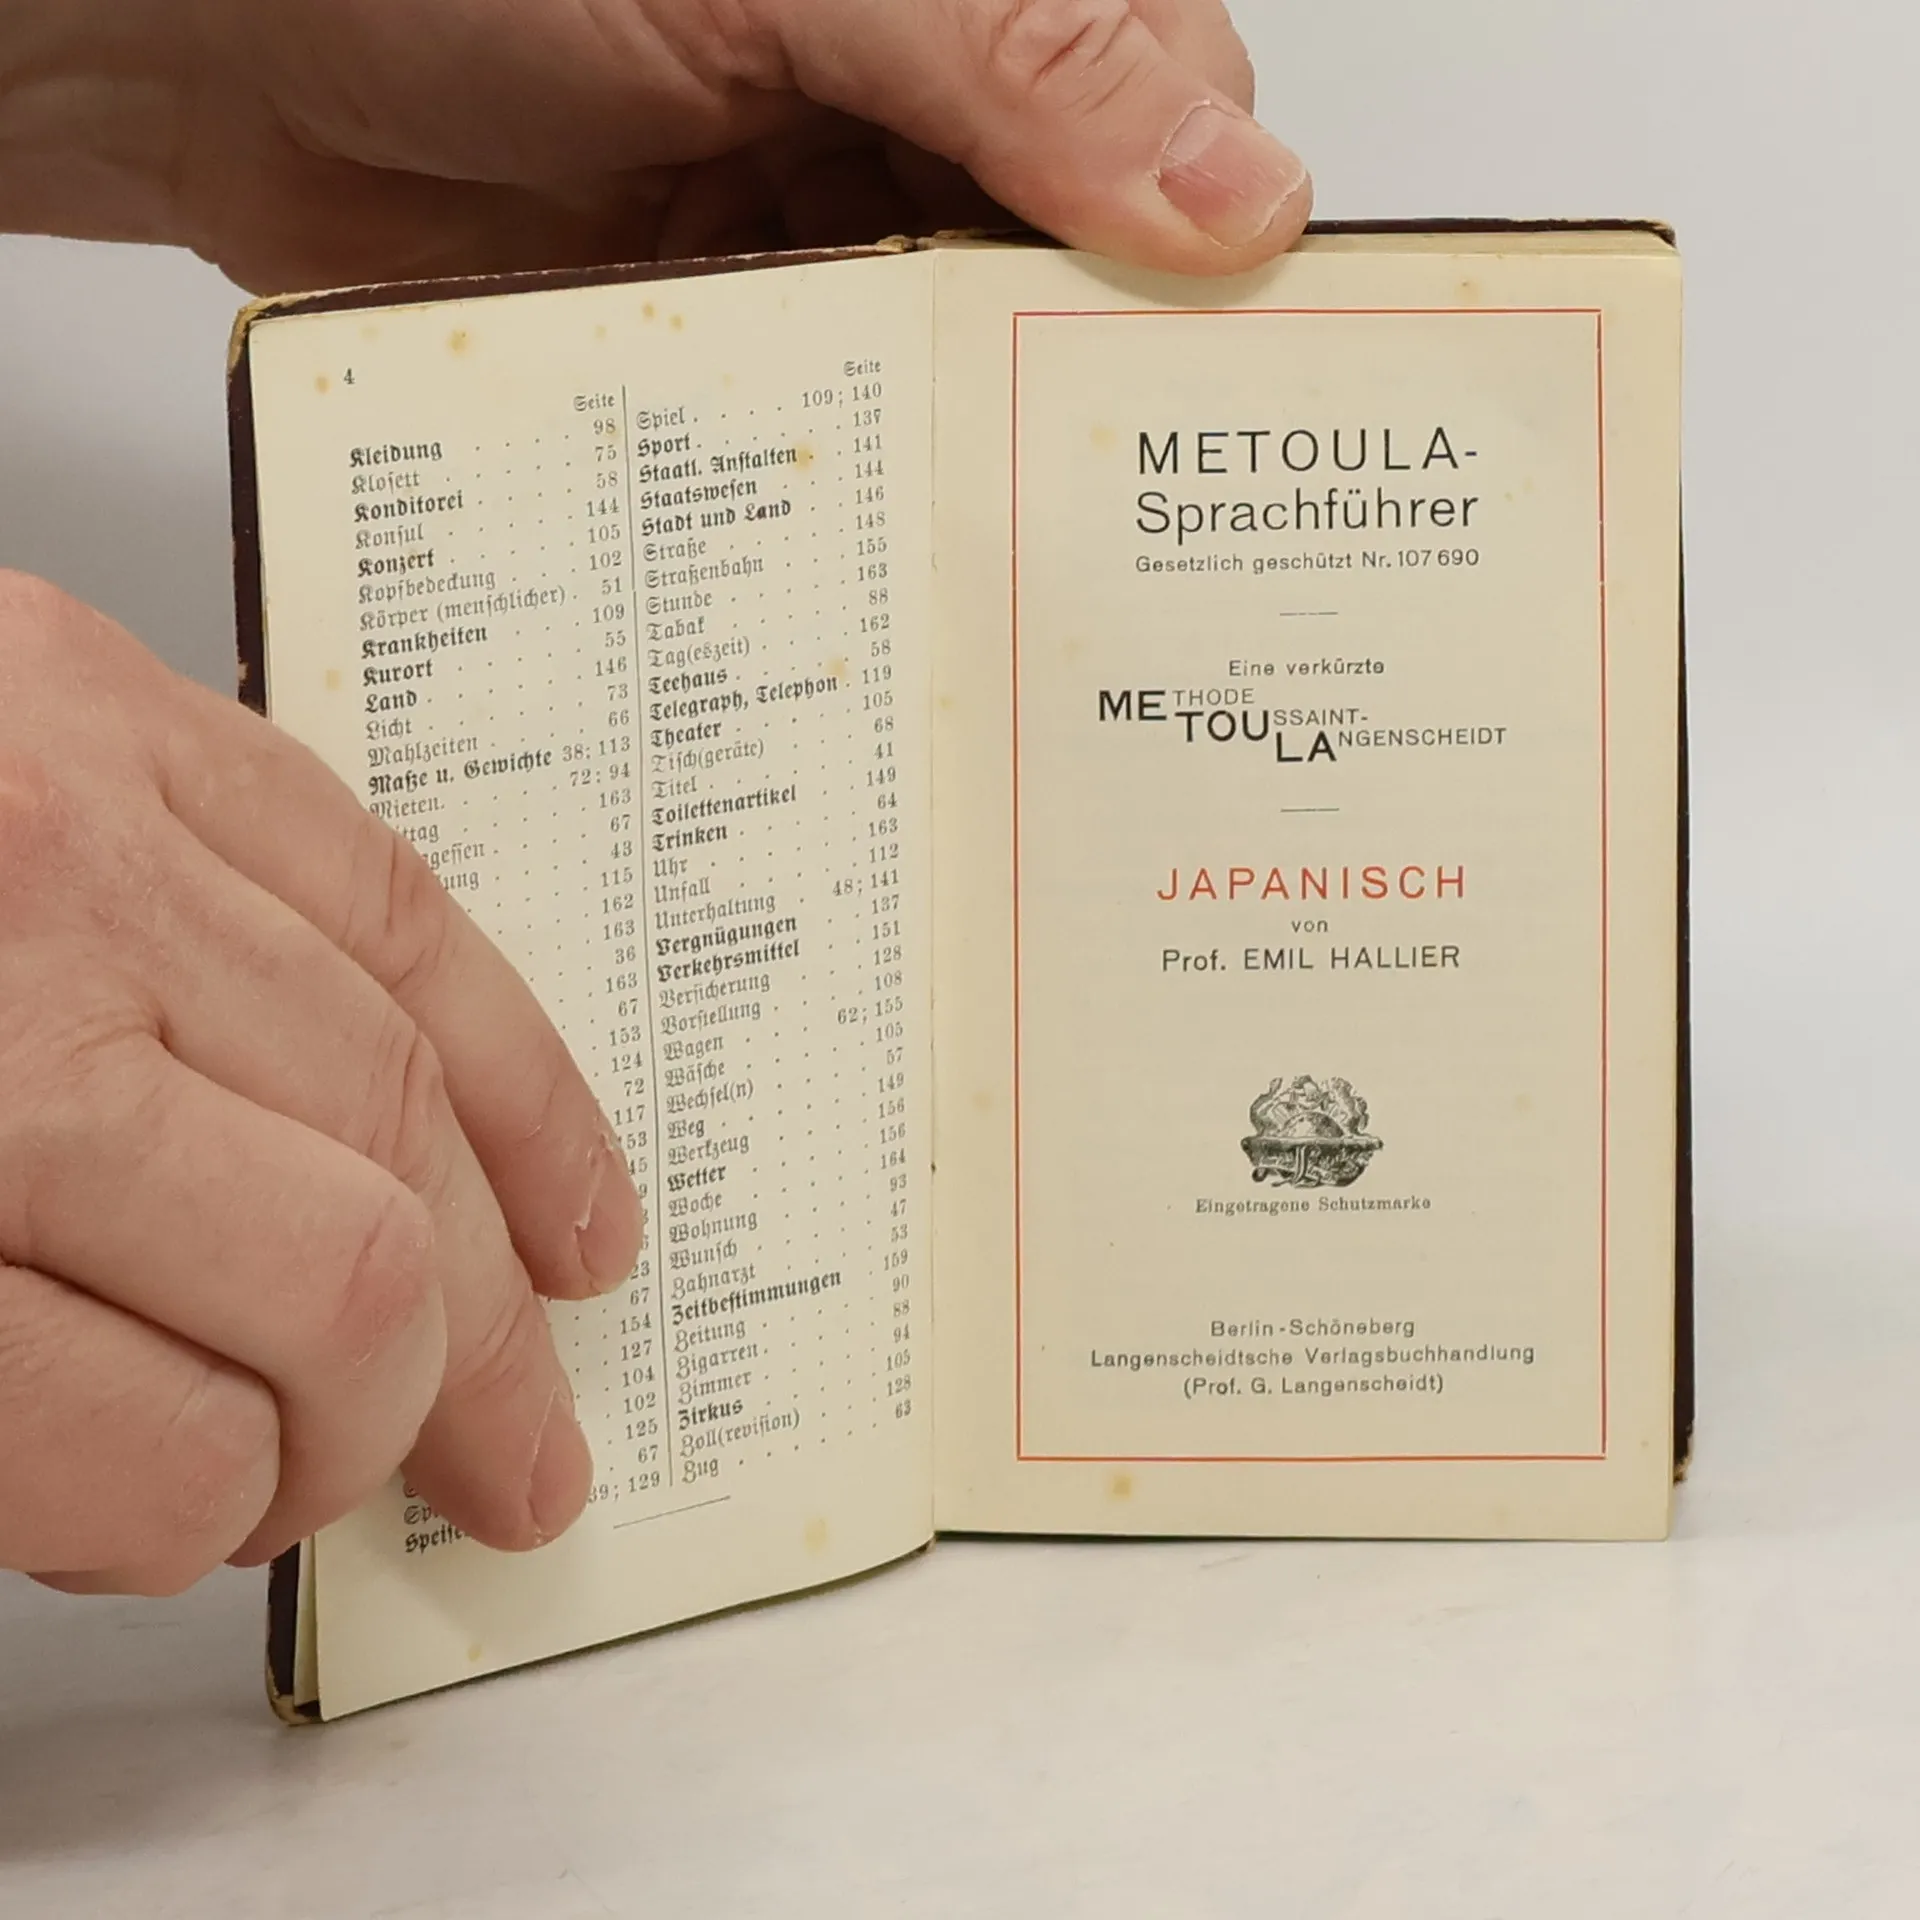 4
Seite
Kleidung . . . . 98
Klosett . . . . . 75
Konditorei . . . . 58
Konsul . . . . . 144
Konzert . . . . . 105
Kopfbedeckung . . . 102
Körper (menschlicher) . 51
Krankheiten . . . 109
Kurort . . . . . 55
Land . . . . . . 146
Licht . . . . . . 73
Mahlzeiten . . . . 66
Maße u. Gewichte 38; 113
Mieten. . . . . 72; 94
163
67
43
115
162
163
36
163
67
153
124
72
117
67
154
127
104
102
125
67
129
Seite
Spiel . . . . 109; 140
Sport . . . . . . 137
Staatl. Anstalten . . 141
Staatswesen . . . 144
Stadt und Land . . 146
Straße . . . . . 148
Straßenbahn . . . 155
Stunde . . . . . 163
Tabak . . . . . 88
Tag(eszeit) . . . . 162
Teehaus . . . . . 58
Telegraph, Telephon . 119
Theater . . . . . 105
Tisch(geräte) . . . 68
Titel . . . . . . 41
Toilettenartikel . . 149
Trinken . . . . . 64
Uhr . . . . . . 163
Unfall . . . . . 112
Unterhaltung . 48; 141
Vergnügungen . . 137
Verkehrsmittel . . 151
Versicherung . . . 128
Vorstellung . . . . 108
Wagen . . . 62; 155
Wäsche . . . . . 105
Wechsel(n) . . . . 57
Weg . . . . . . 149
Werkzeug . . . . 156
Wetter . . . . . 156
Woche . . . . . 164
Wohnung . . . . 93
Wunsch . . . . . 47
Zahnarzt . . . . 53
Zeitbestimmungen . 159
Zeitung . . . . . 90
Zigarren. . . . . 88
Zimmer . . . . . 94
Zirkus . . . . . 105
Zoll(revision) . . . 128
Zug . . . . . . 63
METOULA-
Sprachführer
Gesetzlich geschützt Nr. 107 690
Eine verkürzte
METHODE
TOUSSAINT-
LANGENSCHEIDT
JAPANISCH
von
Prof. EMIL HALLIER
Eingetragene Schutzmarke
Berlin-Schöneberg
Langenscheidtsche Verlagsbuchhandlung
(Prof. G. Langenscheidt)